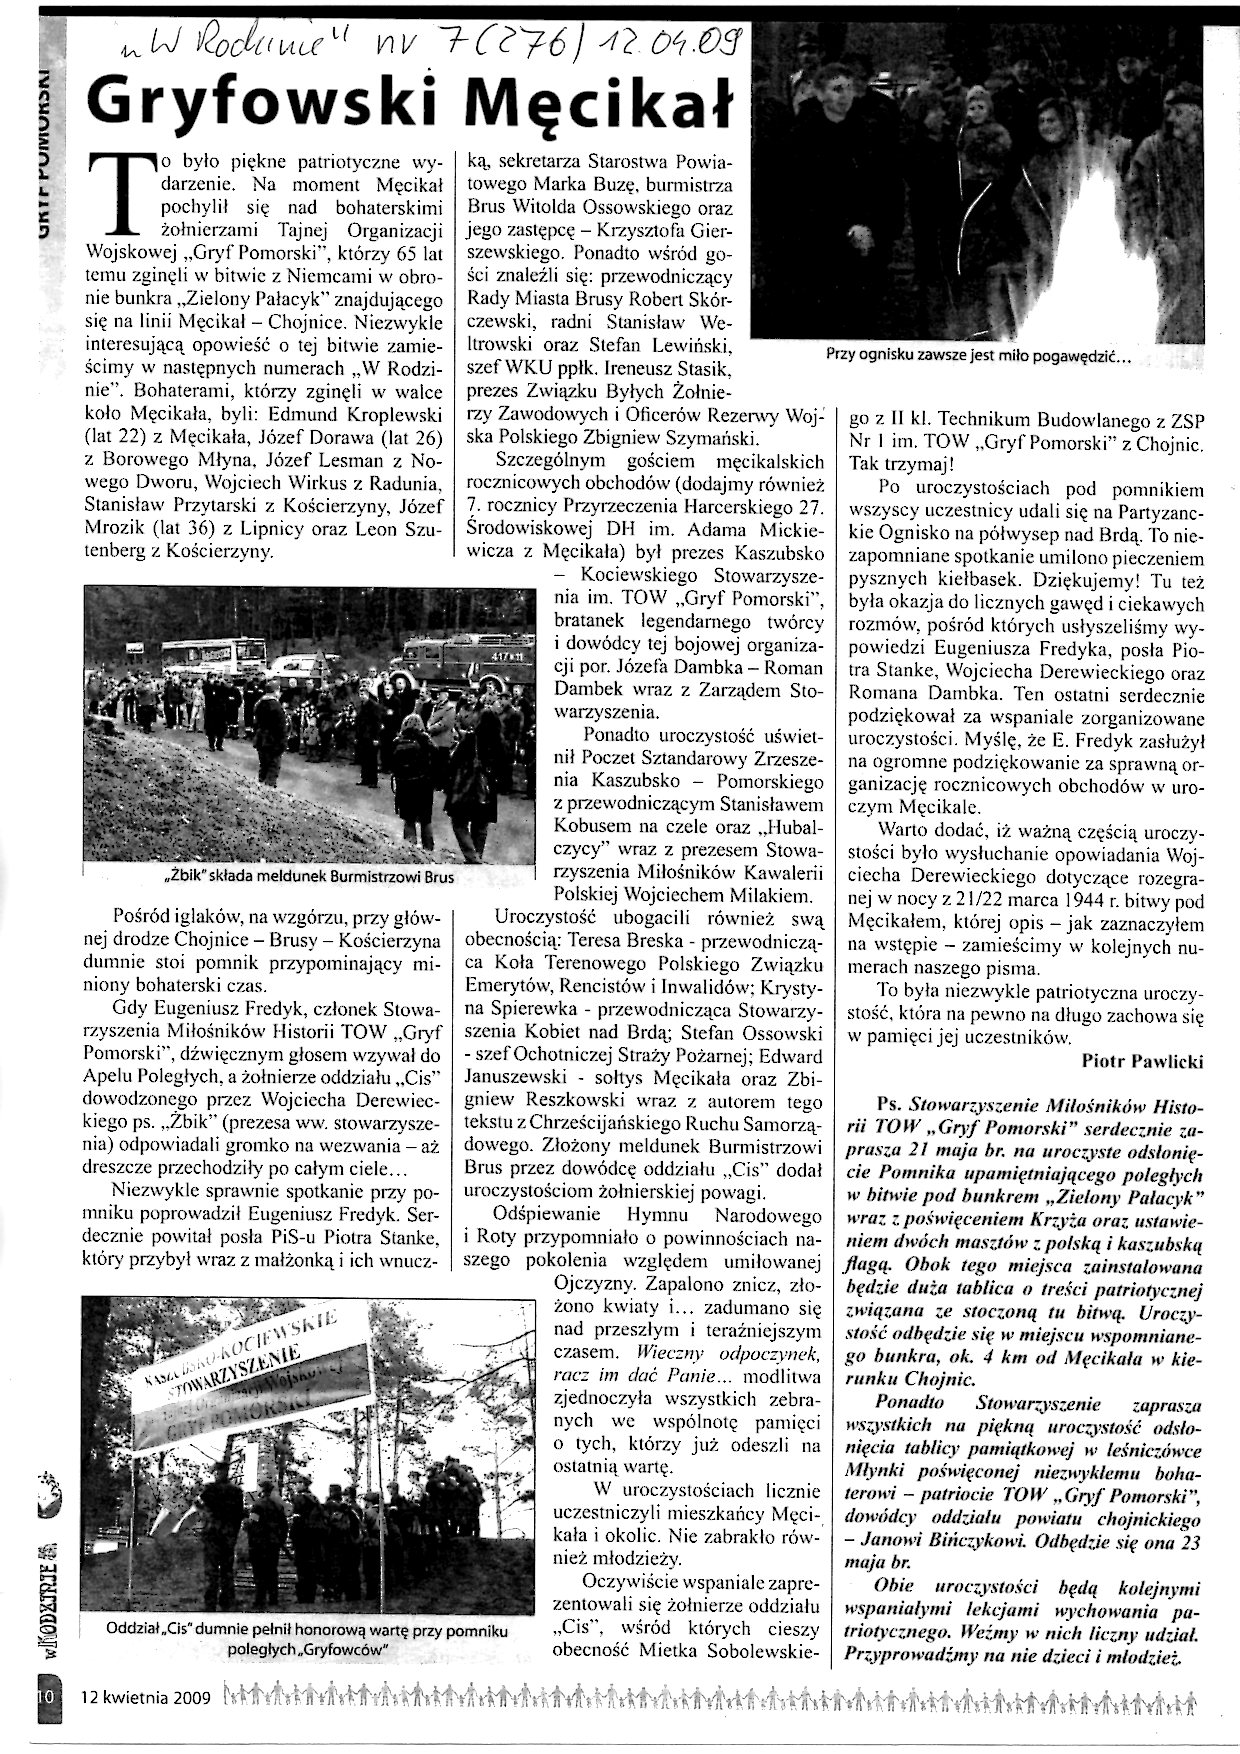 „W Rodzinie" nr 7(276) 12.04.09
GRYF POMORSKI
Gryfowski Męcikał
To było piękne patriotyczne wy-
darzenie. Na moment Męcikał
pochylił się nad bohaterskimi
żołnierzami Tajnej Organizacji
Wojskowej „Gryf Pomorski”, którzy 65 lat
temu zginęli w bitwie z Niemcami w obro-
nie bunkra „Zielony Pałacyk” znajdującego
się na linii Męcikał – Chojnice. Niezwykle
interesującą opowieść o tej bitwie zamie-
ścimy w następnych numerach „W Rodzi-
nie”. Bohaterami, którzy zginęli w walce
koło Męcikała, byli: Edmund Kroplewski
(lat 22) z Męcikała, Józef Dorawa (lat 26)
z Borowego Młyna, Józef Lesman z No-
wego Dworu, Wojciech Wirkus z Radunia,
Stanisław Przytarski z Kościerzyny, Józef
Mrozik (lat 36) z Lipnicy oraz Leon Szu-
tenberg z Kościerzyny.
417 K 11
„Żbik” składa meldunek Burmistrzowi Brus
Pośród iglaków, na wzgórzu, przy głów-
nej drodze Chojnice – Brusy – Kościerzyna
dumnie stoi pomnik przypominający mi-
niony bohaterski czas.
Gdy Eugeniusz Fredyk, członek Stowa-
rzyszenia Miłośników Historii TOW „Gryf
Pomorski”, dźwięcznym głosem wzywał do
Apelu Poległych, a żołnierze oddziału „Cis”
dowodzonego przez Wojciecha Derewiec-
kiego ps. „Żbik” (prezesa ww. stowarzysze-
nia) odpowiadali gromko na wezwania – aż
dreszcze przechodziły po całym ciele…
Niezwykle sprawnie spotkanie przy po-
mniku poprowadził Eugeniusz Fredyk. Ser-
decznie powitał posła PiS-u Piotra Stanke,
który przybył wraz z małżonką i ich wnucz-
KASZUBSKO-KOCIEWSKIE
STOWARZYSZENIE
GRYF POMORSKI
Oddział „Cis” dumnie pełnił honorową wartę przy pomniku
poległych „Gryfowców”
ką, sekretarza Starostwa Powia-
towego Marka Buzę, burmistrza
Brus Witolda Ossowskiego oraz
jego zastępcę – Krzysztofa Gier-
szewskiego. Ponadto wśród go-
ści znaleźli się: przewodniczący
Rady Miasta Brusy Robert Skór-
czewski, radni Stanisław We-
ltrowski oraz Stefan Lewiński,
szef WKU ppłk. Ireneusz Stasik,
prezes Związku Byłych Żołnie-
rzy Zawodowych i Oficerów Rezerwy Woj-
ska Polskiego Zbigniew Szymański.
Szczególnym gościem męcikalskich
rocznicowych obchodów (dodajmy również
7. rocznicy Przyrzeczenia Harcerskiego 27.
Środowiskowej DH im. Adama Mickie-
wicza z Męcikała) był prezes Kaszubsko
– Kociewskiego Stowarzysze-
nia im. TOW „Gryf Pomorski”,
bratanek legendarnego twórcy
i dowódcy tej bojowej organiza-
cji por. Józefa Dambka – Roman
Dambek wraz z Zarządem Sto-
warzyszenia.
Ponadto uroczystość uświet-
nił Poczet Sztandarowy Zrzesze-
nia Kaszubsko – Pomorskiego
z przewodniczącym Stanisławem
Kobusem na czele oraz „Hubal-
czycy” wraz z prezesem Stowa-
rzyszenia Miłośników Kawalerii
Polskiej Wojciechem Milakiem.
Uroczystość ubogacili również swą
obecnością: Teresa Breska - przewodniczą-
ca Koła Terenowego Polskiego Związku
Emerytów, Rencistów i Inwalidów; Krysty-
na Spierewka - przewodnicząca Stowarzy-
szenia Kobiet nad Brdą; Stefan Ossowski
- szef Ochotniczej Straży Pożarnej; Edward
Januszewski - sołtys Męcikała oraz Zbi-
gniew Reszkowski wraz z autorem tego
tekstu z Chrześcijańskiego Ruchu Samorzą-
dowego. Złożony meldunek Burmistrzowi
Brus przez dowódcę oddziału „Cis” dodał
uroczystościom żołnierskiej powagi.
Odśpiewanie Hymnu Narodowego
i Roty przypomniało o powinnościach na-
szego pokolenia względem umiłowanej
Ojczyzny. Zapalono znicz, zło-
żono kwiaty i… zadumano się
nad przeszłym i teraźniejszym
czasem. Wieczny odpoczynek,
racz im dać Panie… modlitwa
zjednoczyła wszystkich zebra-
nych we wspólnotę pamięci
o tych, którzy już odeszli na
ostatnią wartę.
W uroczystościach licznie
uczestniczyli mieszkańcy Męci-
kała i okolic. Nie zabrakło rów-
nież młodzieży.
Oczywiście wspaniale zapre-
zentowali się żołnierze oddziału
„Cis”, wśród których cieszy
obecność Mietka Sobolewskie-
Przy ognisku zawsze jest miło pogawędzić…
go z II kl. Technikum Budowlanego z ZSP
Nr 1 im. TOW „Gryf Pomorski” z Chojnic.
Tak trzymaj!
Po uroczystościach pod pomnikiem
wszyscy uczestnicy udali się na Partyzanc-
kie Ognisko na półwysep nad Brdą. To nie-
zapomniane spotkanie umilono pieczeniem
pysznych kiełbasek. Dziękujemy! Tu też
była okazja do licznych gawęd i ciekawych
rozmów, pośród których usłyszeliśmy wy-
powiedzi Eugeniusza Fredyka, posła Pio-
tra Stanke, Wojciecha Derewieckiego oraz
Romana Dambka. Ten ostatni serdecznie
podziękował za wspaniale zorganizowane
uroczystości. Myślę, że E. Fredyk zasłużył
na ogromne podziękowanie za sprawną or-
ganizację rocznicowych obchodów w uro-
czym Męcikale.
Warto dodać, iż ważną częścią uroczy-
stości było wysłuchanie opowiadania Woj-
ciecha Derewieckiego dotyczące rozegra-
nej w nocy z 21/22 marca 1944 r. bitwy pod
Męcikałem, której opis – jak zaznaczyłem
na wstępie – zamieścimy w kolejnych nu-
merach naszego pisma.
To była niezwykle patriotyczna uroczy-
stość, która na pewno na długo zachowa się
w pamięci jej uczestników.
Piotr Pawlicki
Ps. Stowarzyszenie Miłośników Histo-
rii TOW „Gryf Pomorski” serdecznie za-
prasza 21 maja br. na uroczyste odsłonię-
cie Pomnika upamiętniającego poległych
w bitwie pod bunkrem „Zielony Pałacyk”
wraz z poświęceniem Krzyża oraz ustawie-
niem dwóch masztów z polską i kaszubską
flagą. Obok tego miejsca zainstalowana
będzie duża tablica o treści patriotycznej
związana ze stoczoną tu bitwą. Uroczy-
stość odbędzie się w miejscu wspomniane-
go bunkra, ok. 4 km od Męcikała w kie-
runku Chojnic.
Ponadto Stowarzyszenie zaprasza
wszystkich na piękną uroczystość odsło-
nięcia tablicy pamiątkowej w leśniczówce
Młynki poświęconej niezwykłemu boha-
terowi – patriocie TOW „Gryf Pomorski”,
dowódcy oddziału powiatu chojnickiego
– Janowi Bińczykowi. Odbędzie się ona 23
maja br.
Obie uroczystości będą kolejnymi
wspaniałymi lekcjami wychowania pa-
triotycznego. Weźmy w nich liczny udział.
Przyprowadźmy na nie dzieci i młodzież.
wRODZINIE
10
12 kwietnia 2009